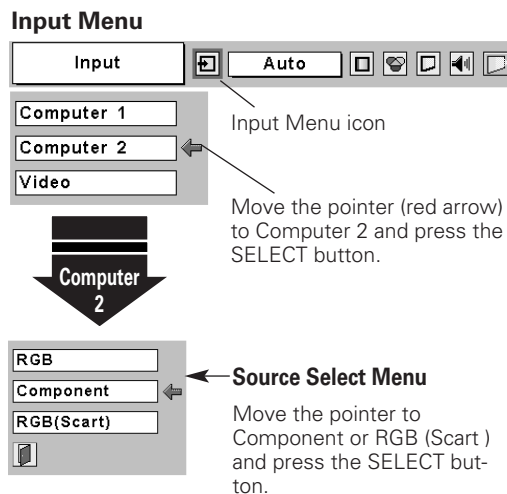 Input Menu
Input Auto
Computer 1
Computer 2
Video
Input Menu icon
Move the pointer (red arrow)
to Computer 2 and press the
SELECT button.
Computer
2
RGB
Component
RGB(Scart)
Source Select Menu
Move the pointer to
Component or RGB (Scart )
and press the SELECT but-
ton.